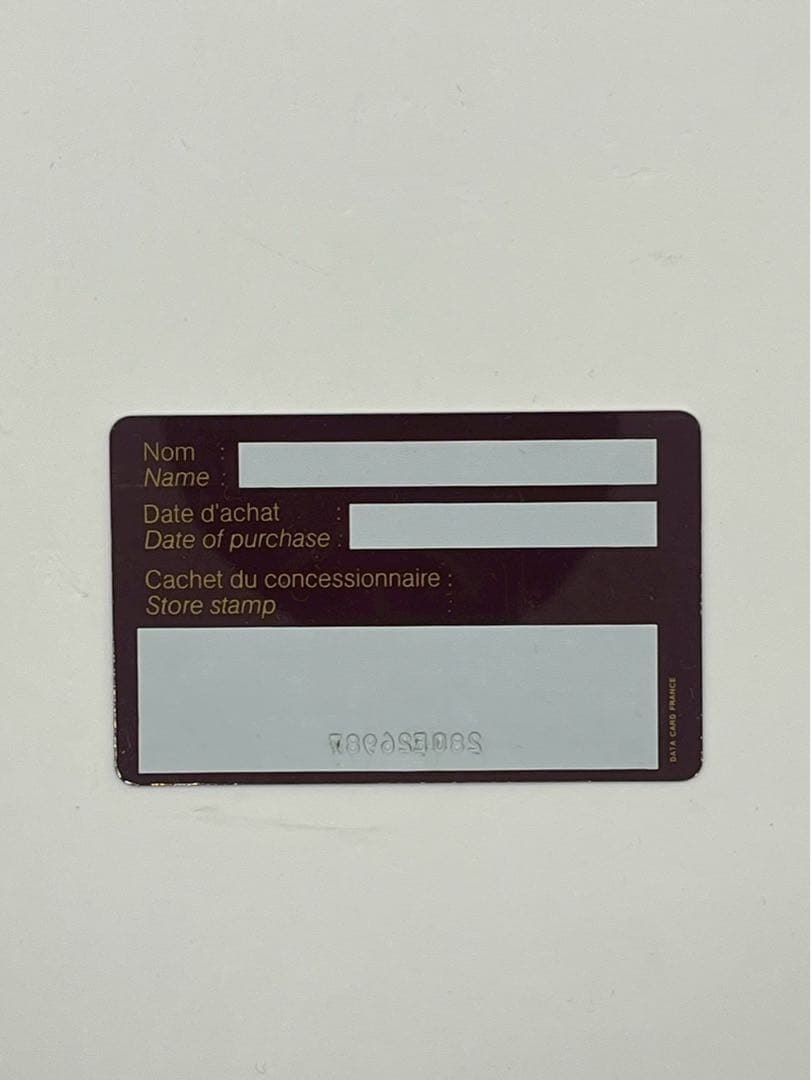 Nom :
Name :
Date d'achat :
Date of purchase :
Cachet du concessionnaire :
Store stamp :
DATA CARD FRANCE